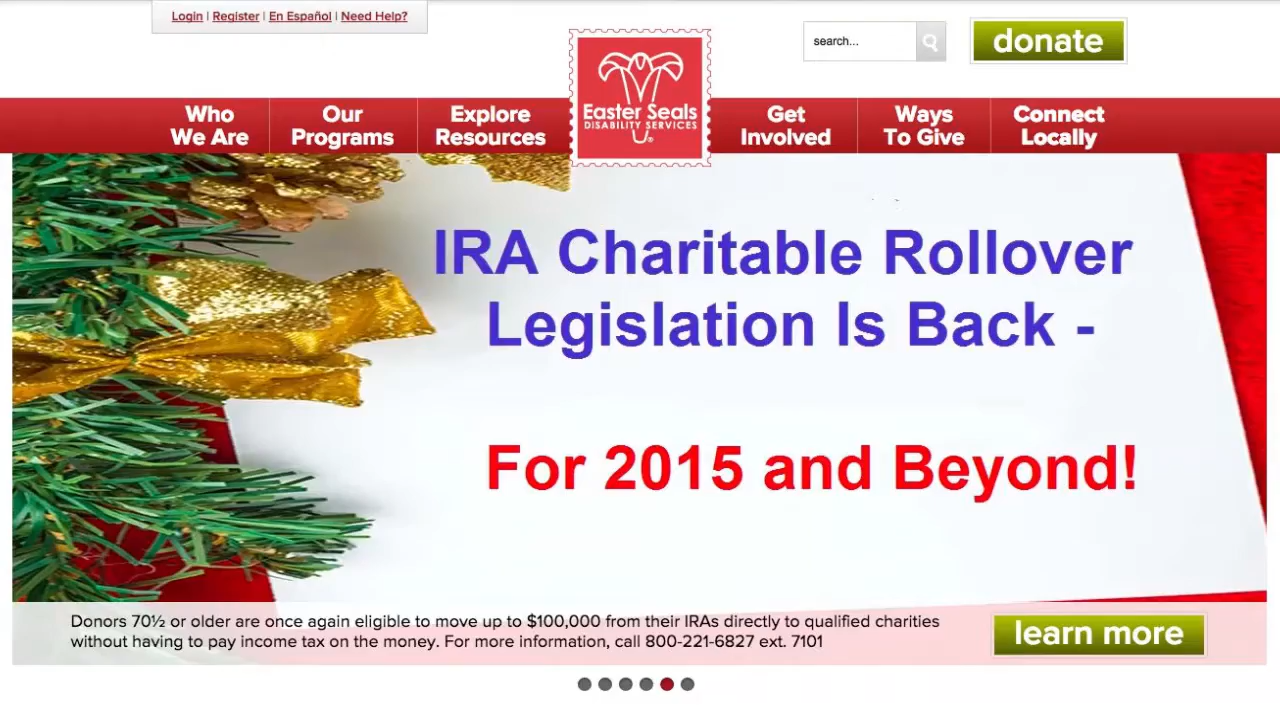 Login | Register | En Español | Need Help?
search...
donate
Who
We Are
Our
Programs
Explore
Resources
Easter Seals
DISABILITY SERVICES
®
Get
Involved
Ways
To Give
Connect
Locally
IRA Charitable Rollover
Legislation Is Back -
For 2015 and Beyond!
Donors 70½ or older are once again eligible to move up to $100,000 from their IRAs directly to qualified charities
without having to pay income tax on the money. For more information, call 800-221-6827 ext. 7101
learn more